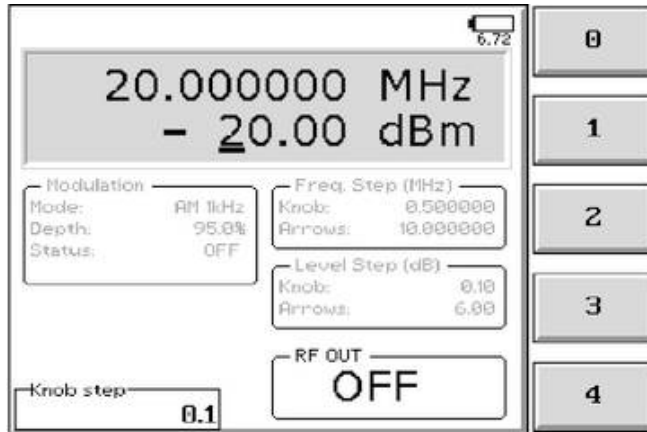 6.72
20.000000 MHz
- 20.00 dBm
Modulation
Mode: AM 1kHz
Depth: 95.0%
Status: OFF
Freq. Step (MHz)
Knob: 0.500000
Arrows: 10.000000
Level Step (dB)
Knob: 0.10
Arrows: 6.00
RF OUT
OFF
Knob step
0.1
0
1
2
3
4